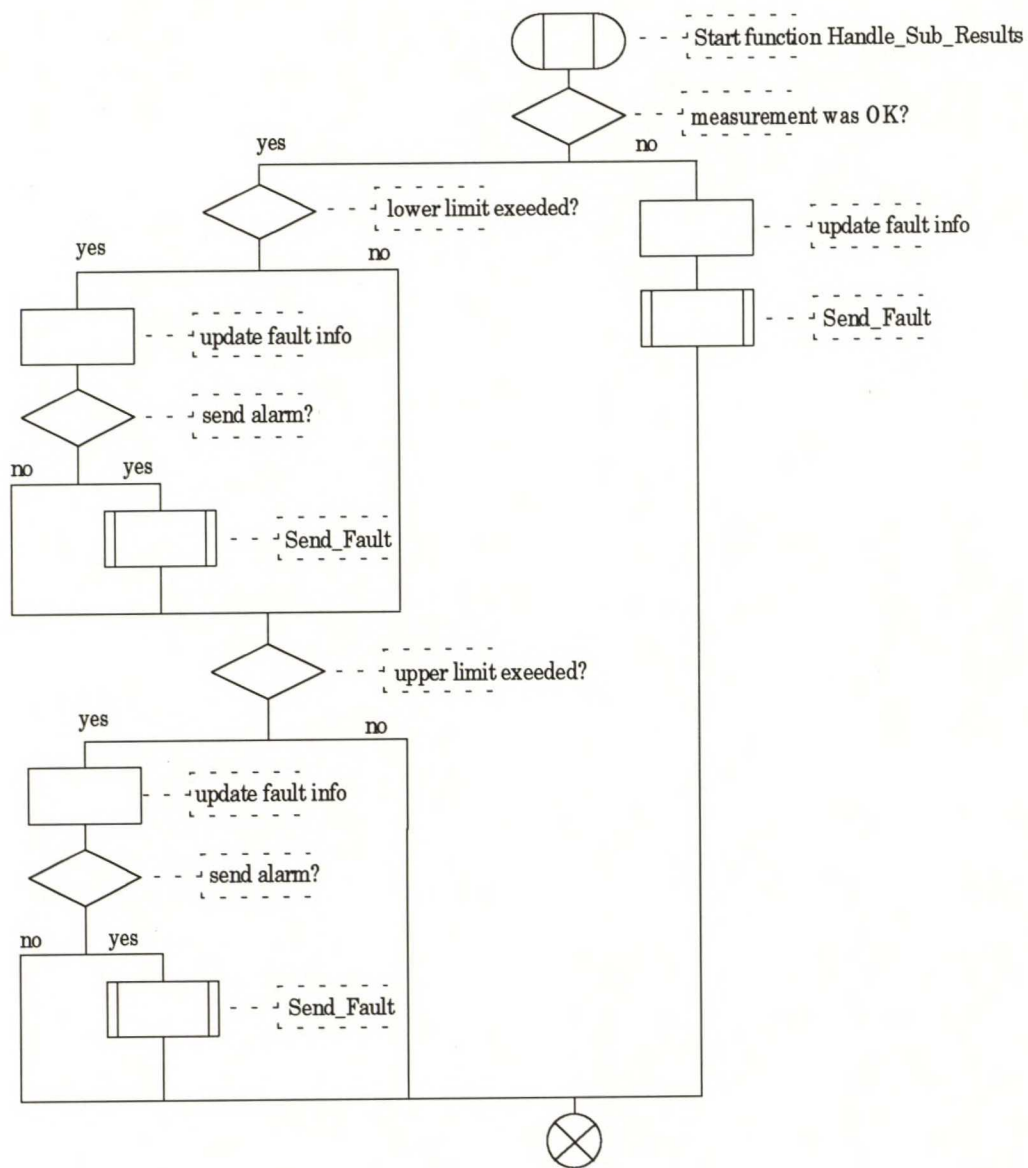 Start function Handle_Sub_Results
measurement was OK?
yes
no
lower limit exeeded?
update fault info
yes
no
Send_Fault
update fault info
send alarm?
no
yes
Send_Fault
upper limit exeeded?
yes
no
update fault info
send alarm?
no
yes
Send_Fault